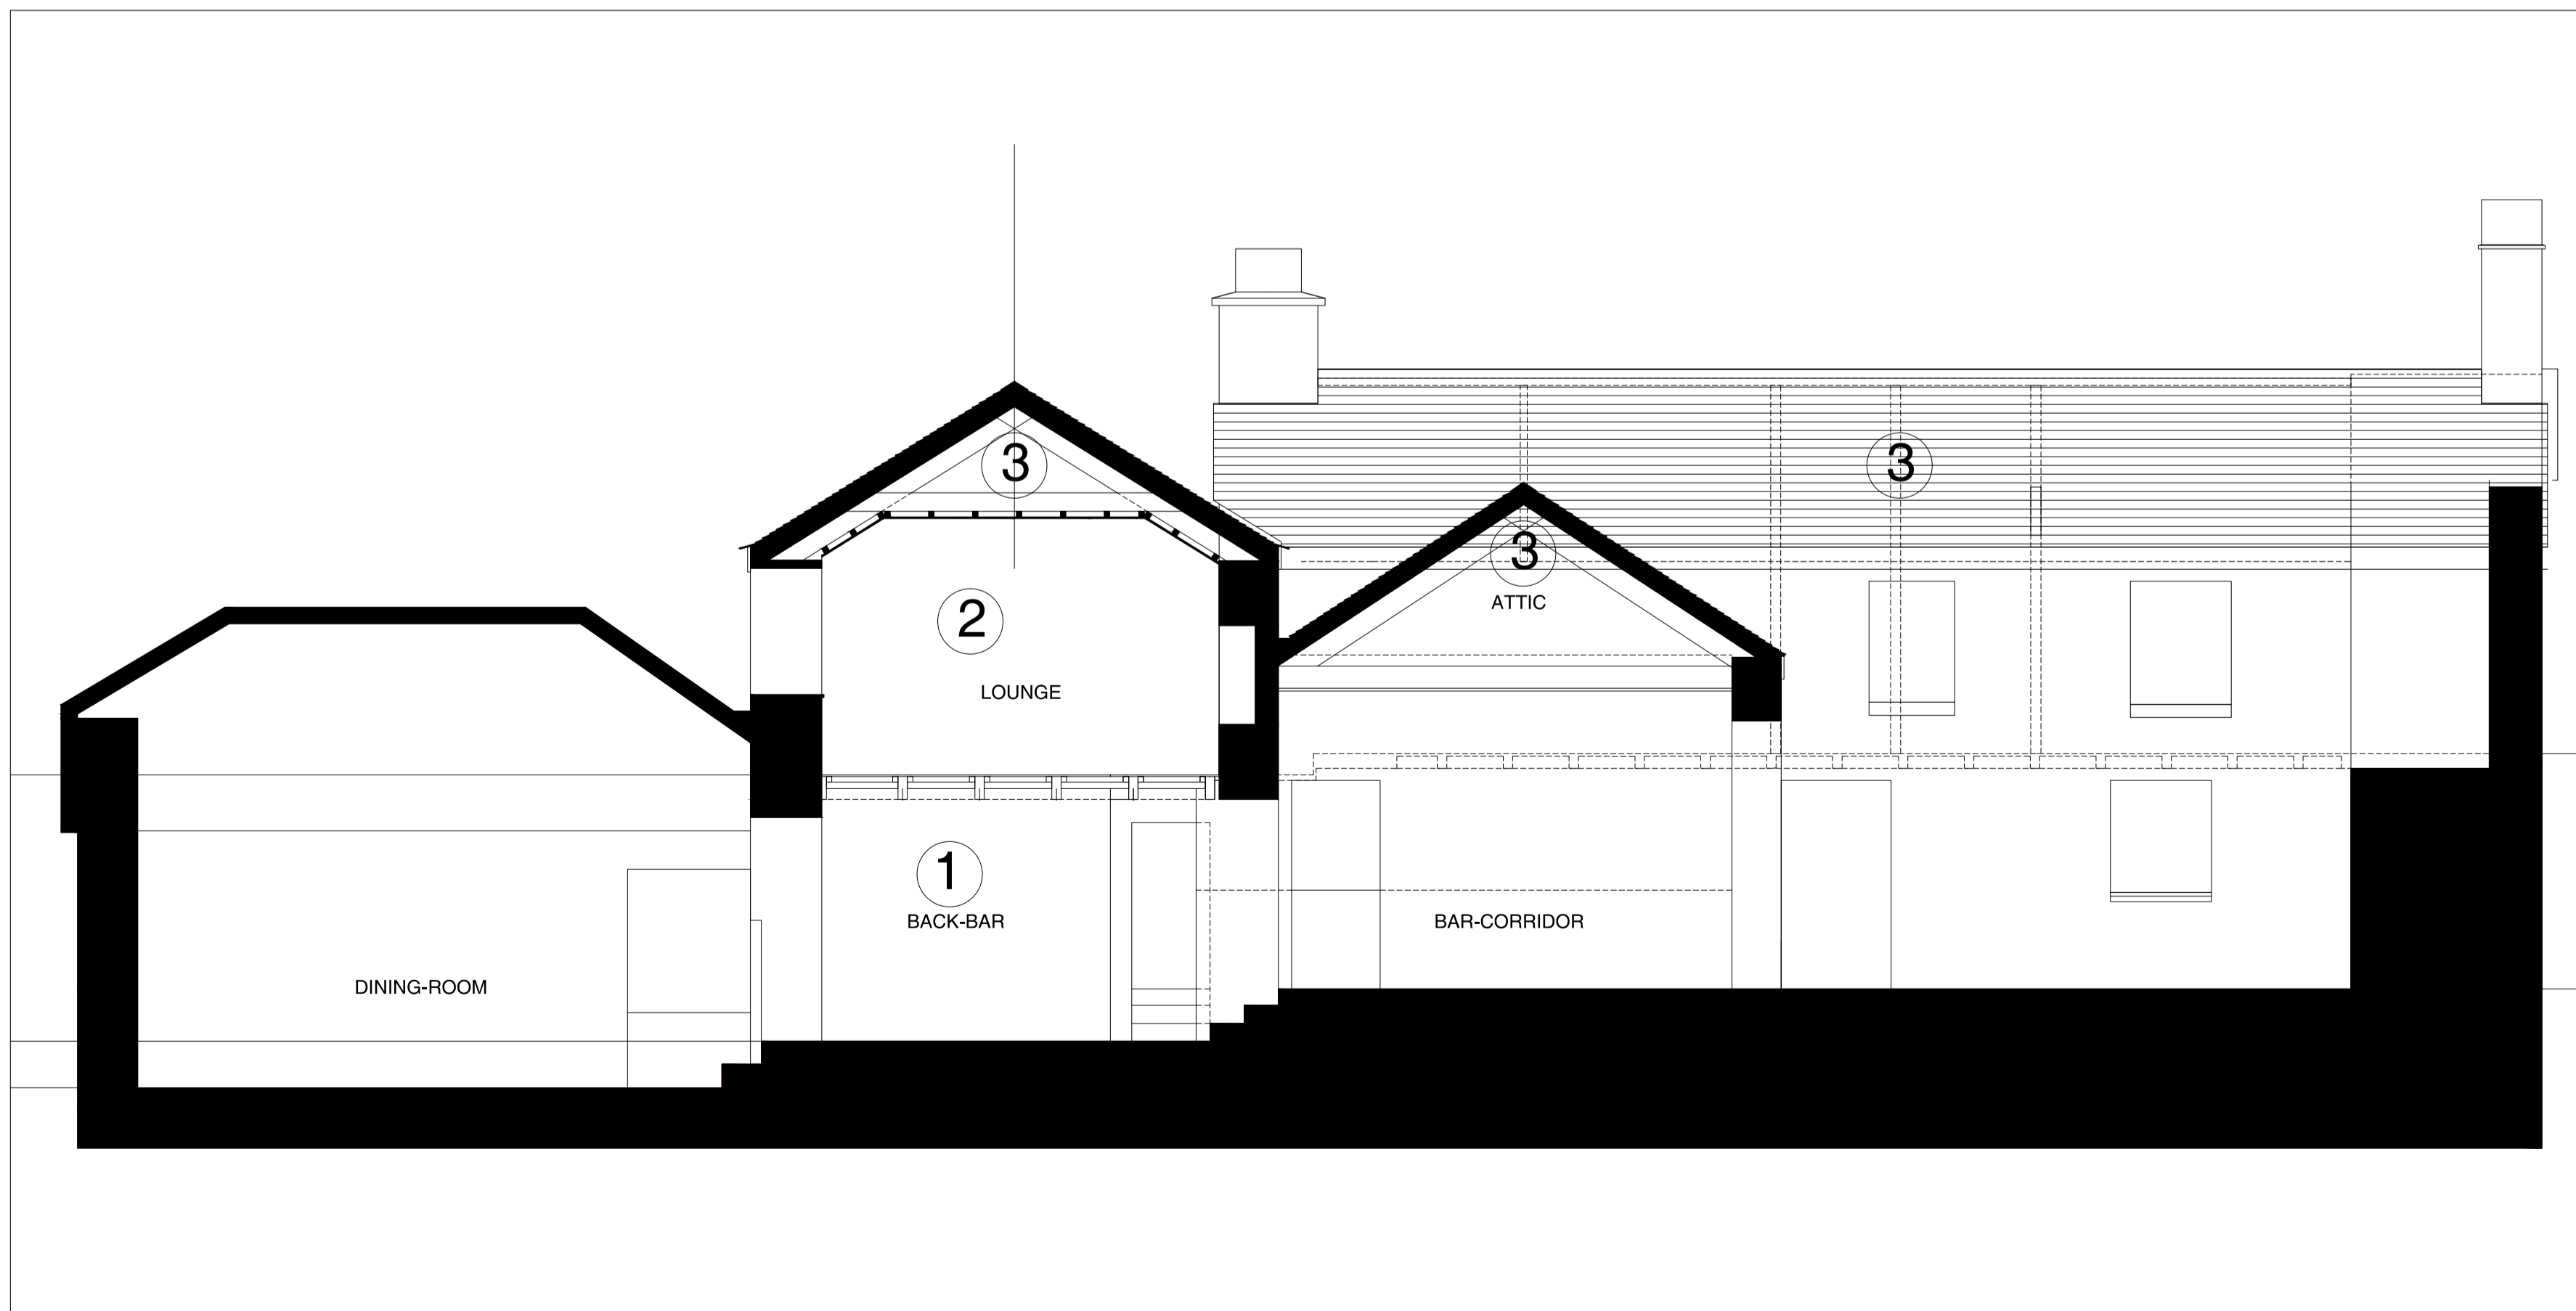 3
3
3
ATTIC
2
LOUNGE
1
BACK-BAR
BAR-CORRIDOR
DINING-ROOM